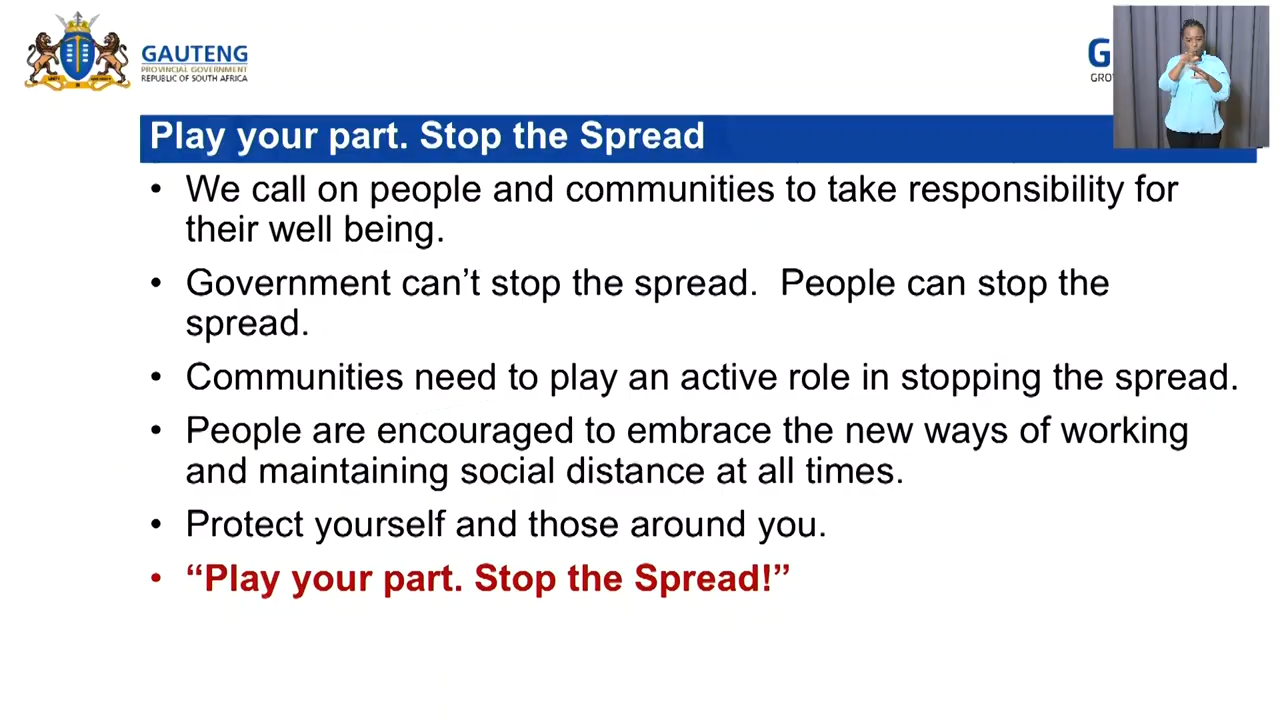 GAUTENG
PROVINCIAL GOVERNMENT
REPUBLIC OF SOUTH AFRICA
Play your part. Stop the Spread
• We call on people and communities to take responsibility for
their well being.
• Government can’t stop the spread.  People can stop the
spread.
• Communities need to play an active role in stopping the spread.
• People are encouraged to embrace the new ways of working
and maintaining social distance at all times.
• Protect yourself and those around you.
• “Play your part. Stop the Spread!”